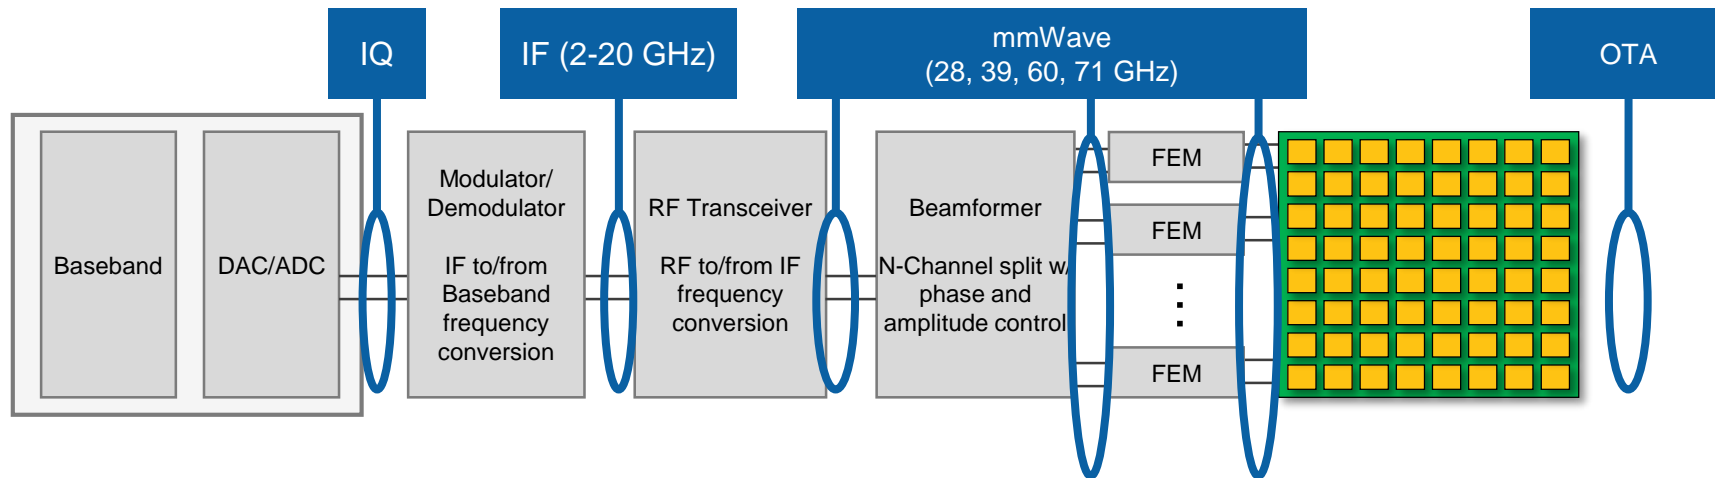 IQ
IF (2-20 GHz)
mmWave
(28, 39, 60, 71 GHz)
OTA
Baseband
DAC/ADC
Modulator/
Demodulator
IF to/from
Baseband
frequency
conversion
RF Transceiver
RF to/from IF
frequency
conversion
Beamformer
N-Channel split w/
phase and
amplitude control
FEM
FEM
FEM